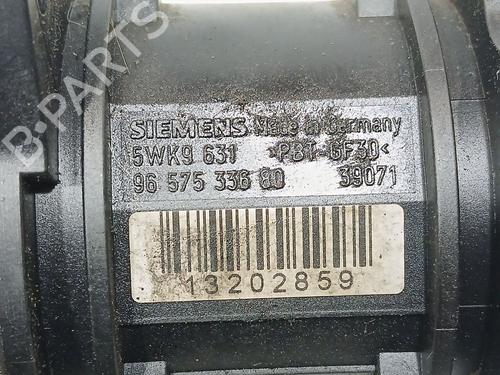 SIEMENS Made in Germany
5WK9 631 >PBT-GF30<
96 575 336 80 39071
13202859
B-PARTS